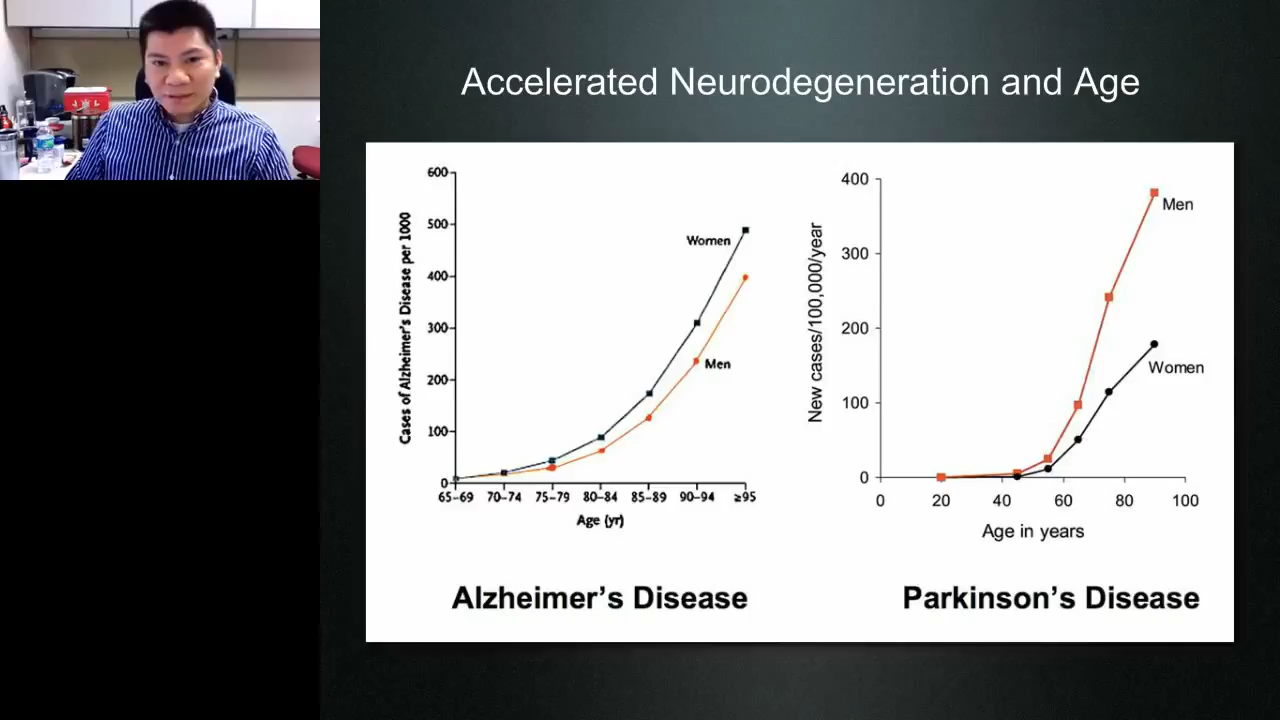 Accelerated Neurodegeneration and Age
Cases of Alzheimer's Disease per 1000
600
500
400
300
200
100
0
Women
Men
65–69 70–74 75–79 80–84 85–89 90–94 ≥95
Age (yr)
Alzheimer's Disease
New cases/100,000/year
400
300
200
100
0
Men
Women
0 20 40 60 80 100
Age in years
Parkinson's Disease